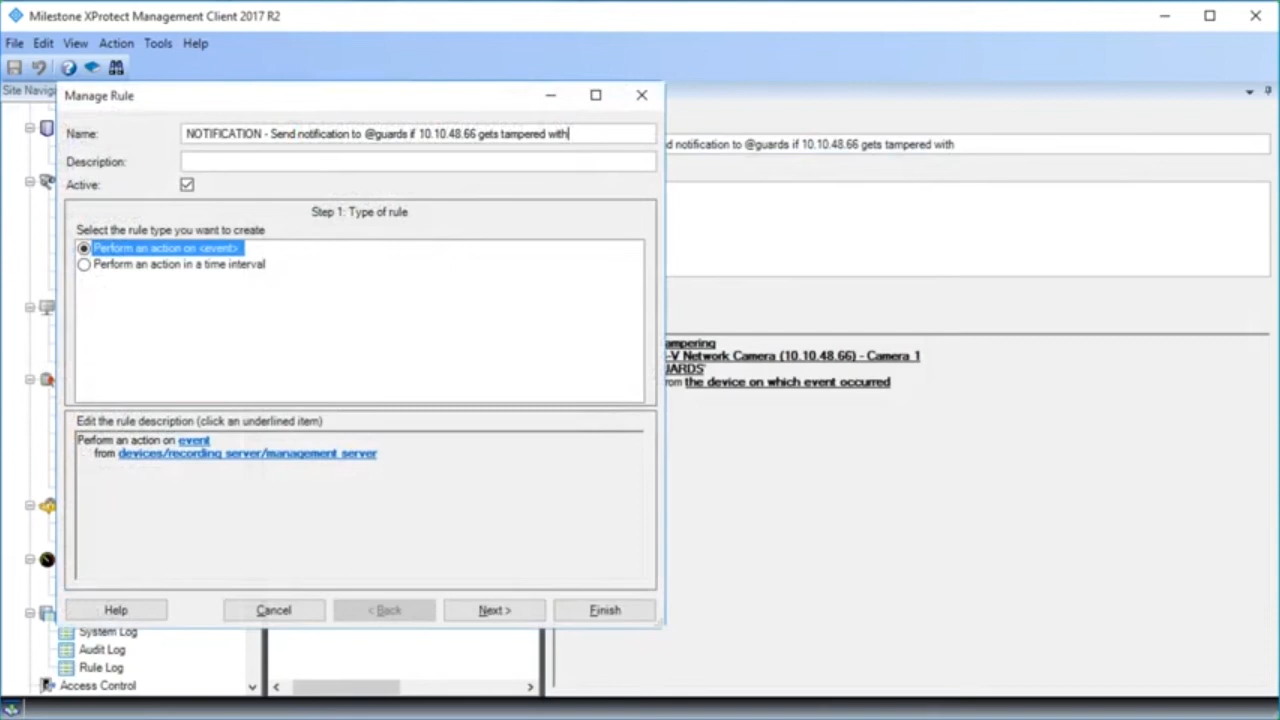 Milestone XProtect Management Client 2017 R2
File Edit View Action Tools Help
Site Naviga
Manage Rule
Name: NOTIFICATION - Send notification to @guards if 10.10.48.66 gets tampered with
d notification to @guards if 10.10.48.66 gets tampered with
Description:
Active:
Step 1: Type of rule
Select the rule type you want to create
Perform an action on <event>
Perform an action in a time interval
ampering
-V Network Camera (10.10.48.66) - Camera 1
UARDS'
rom the device on which event occurred
Edit the rule description (click an underlined item)
Perform an action on event
from devices/recording server/management server
Help Cancel < Back Next > Finish
System Log
Audit Log
Rule Log
Access Control